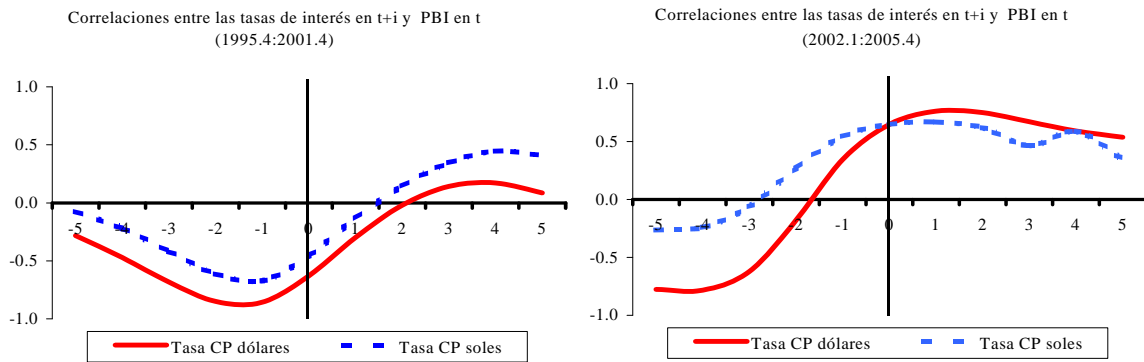 Correlaciones entre las tasas de interés en t+i y PBI en t
(1995.4:2001.4)
1.0
0.5
0.0
-0.5
-1.0
-5 -4 -3 -2 -1 0 1 2 3 4 5
Tasa CP dólares Tasa CP soles
Correlaciones entre las tasas de interés en t+i y PBI en t
(2002.1:2005.4)
1.0
0.5
0.0
-0.5
-1.0
-5 -4 -3 -2 -1 0 1 2 3 4 5
Tasa CP dólares Tasa CP soles